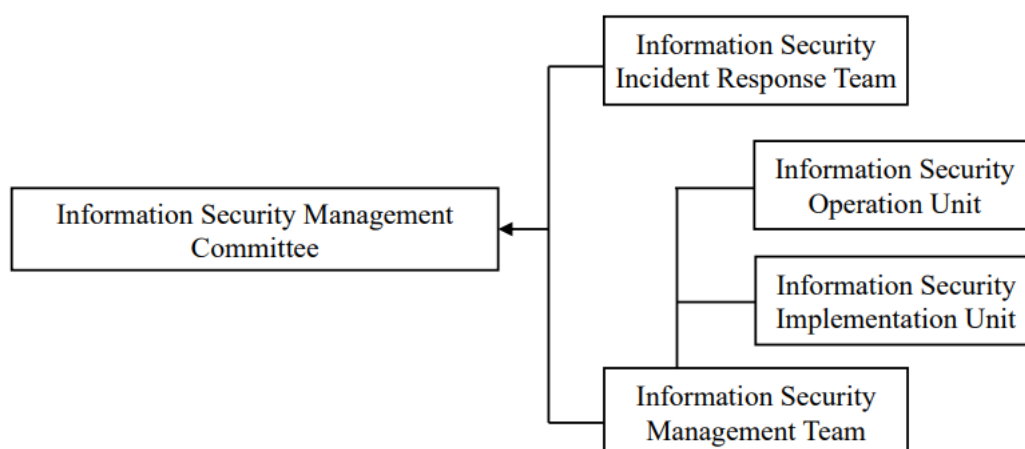 Information Security
Incident Response Team
Information Security
Operation Unit
Information Security Management
Committee
Information Security
Implementation Unit
Information Security
Management Team